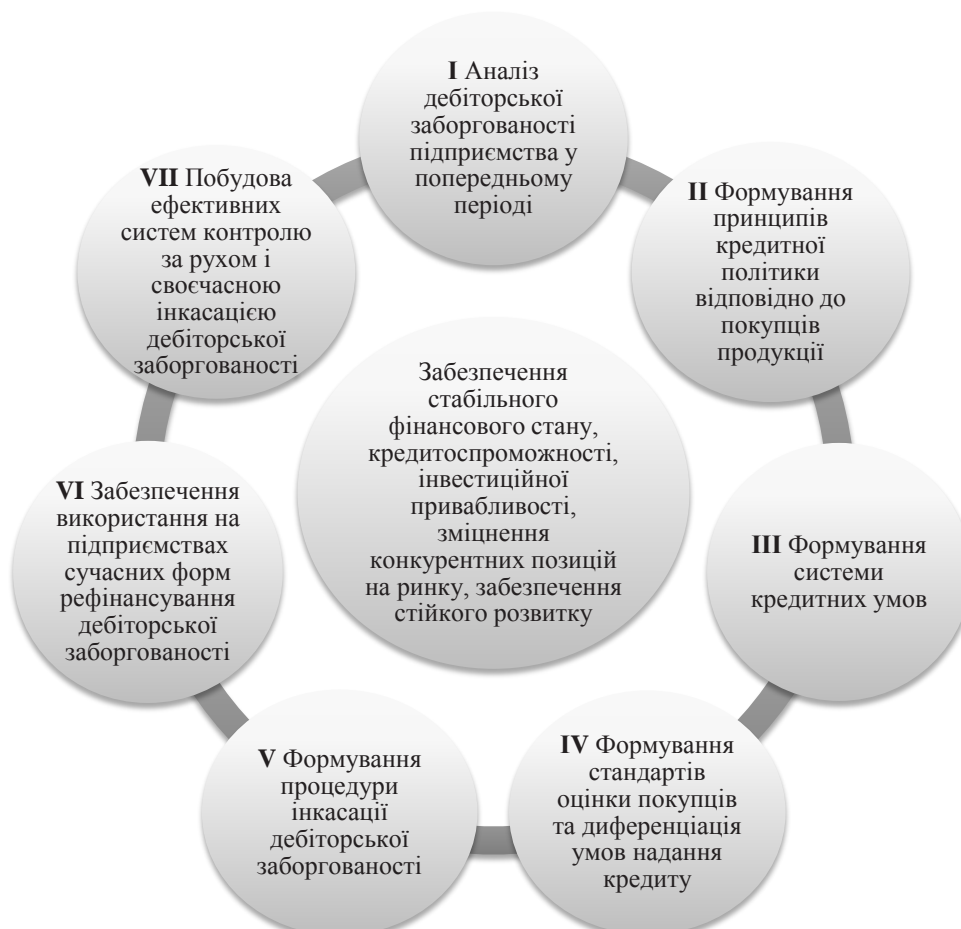 I Аналіз
дебіторської
заборгованості
підприємства у
попередньому
періоді
II Формування
принципів
кредитної
політики
відповідно до
покупців
продукції
III Формування
системи
кредитних умов
IV Формування
стандартів
оцінки покупців
та диференціація
умов надання
кредиту
V Формування
процедури
інкасації
дебіторської
заборгованості
VI Забезпечення
використання на
підприємствах
сучасних форм
рефінансування
дебіторської
заборгованості
VII Побудова
ефективних
систем контролю
за рухом і
своєчасною
інкасацією
дебіторської
заборгованості
Забезпечення
стабільного
фінансового стану,
кредитоспроможності,
інвестиційної
привабливості,
зміцнення
конкурентних позицій
на ринку, забезпечення
стійкого розвитку